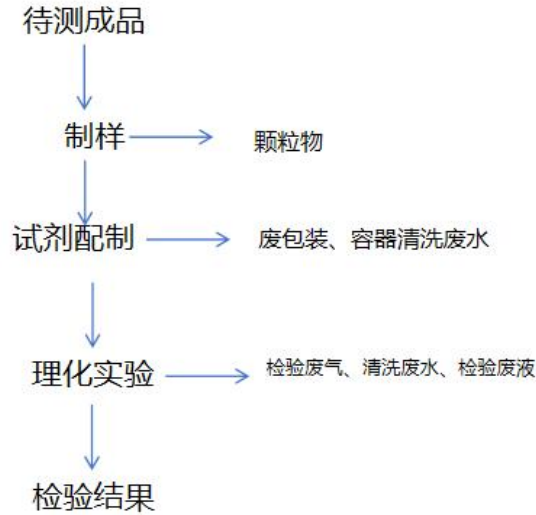 待测成品
制样
颗粒物
试剂配制
废包装、容器清洗废水
理化实验
检验废气、清洗废水、检验废液
检验结果